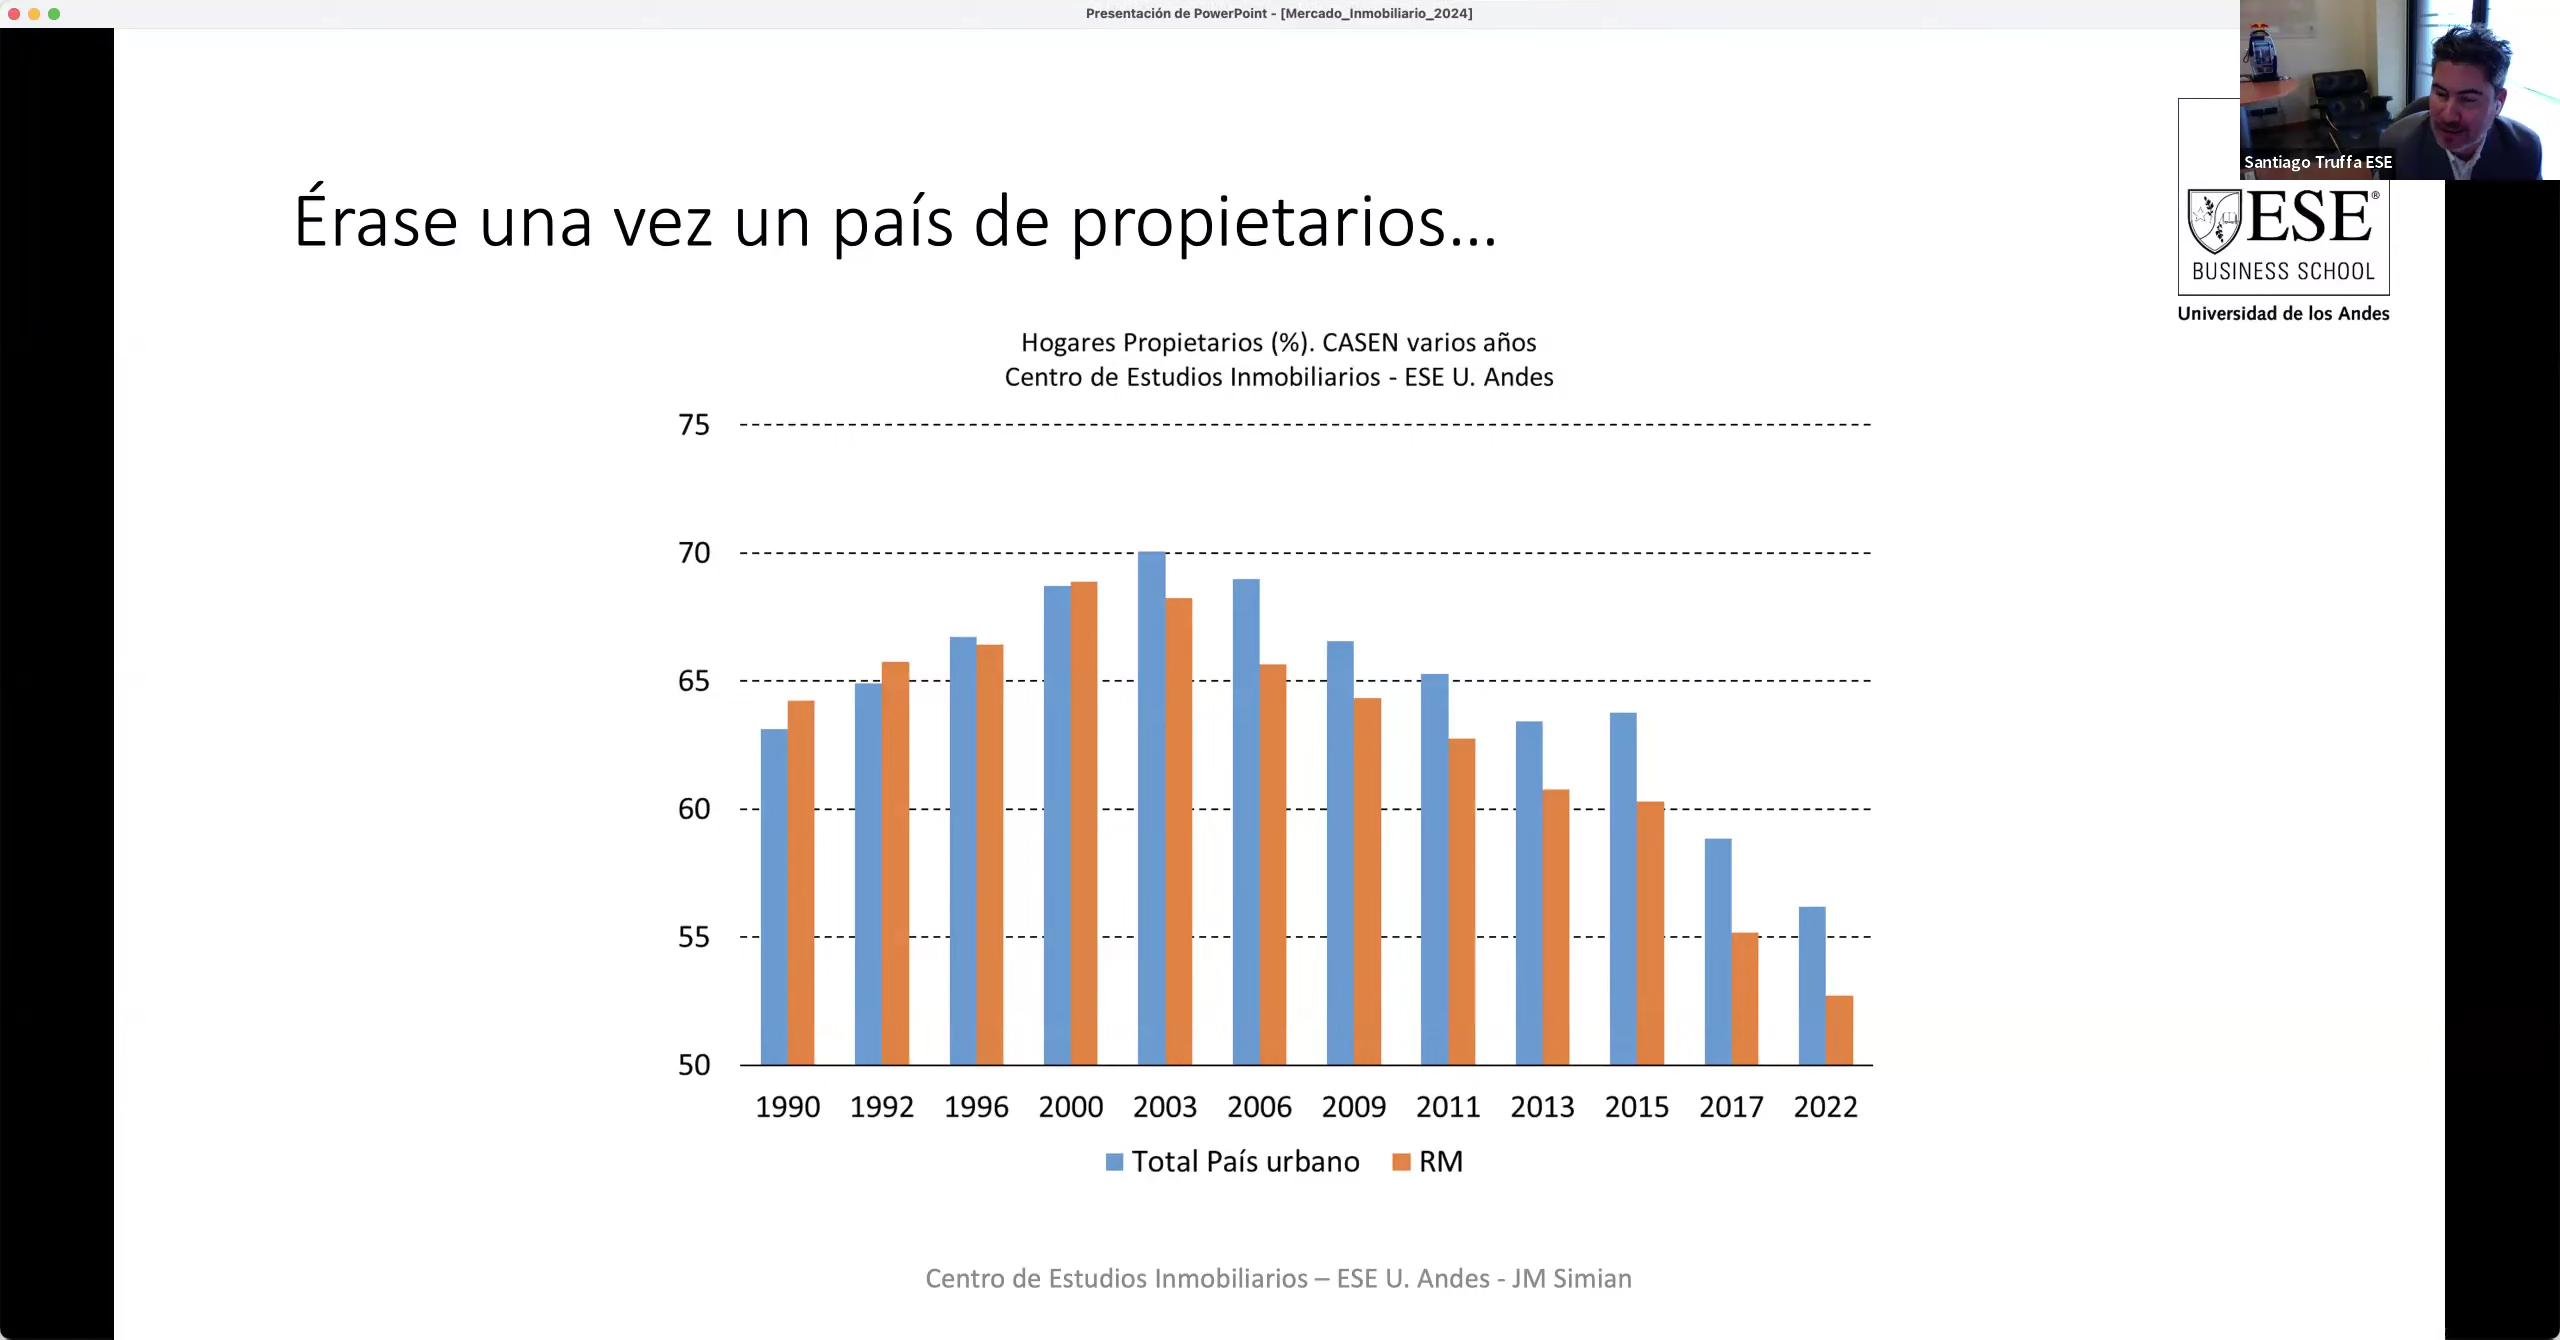 Presentación de PowerPoint - [Mercado_Inmobiliario_2024]
Santiago Truffa ESE
Érase una vez un país de propietarios...
ESE®
BUSINESS SCHOOL
Universidad de los Andes
Hogares Propietarios (%). CASEN varios años
Centro de Estudios Inmobiliarios - ESE U. Andes
75
70
65
60
55
50
1990 1992 1996 2000 2003 2006 2009 2011 2013 2015 2017 2022
Total País urbano RM
Centro de Estudios Inmobiliarios – ESE U. Andes - JM Simian